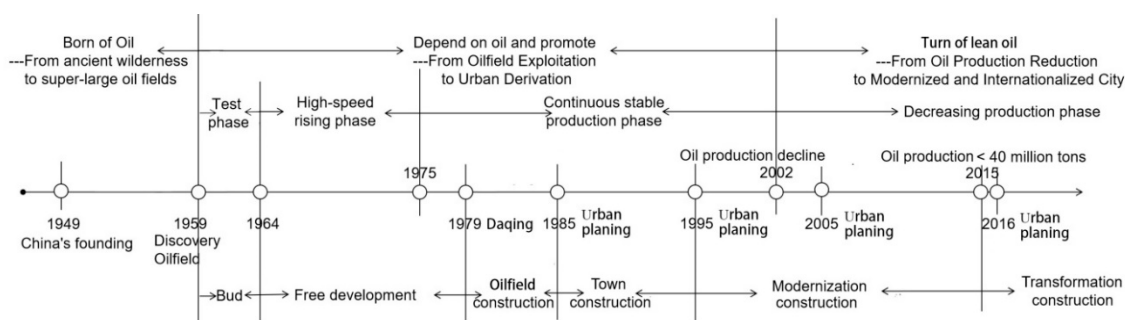 Born of Oil
---From ancient wilderness
to super-large oil fields
Depend on oil and promote
---From Oilfield Exploitation
to Urban Derivation
Turn of lean oil
---From Oil Production Reduction
to Modernized and Internationalized City
Test
phase
High-speed
rising phase
Continuous stable
production phase
Decreasing production phase
1975
Oil production decline
2002
Oil production < 40 million tons
2015
1949
China's founding
1959
Discovery
Oilfield
1964
1979 Daqing
1985 Urban
planing
1995 Urban
planing
2005 Urban
planing
2016 Urban
planing
Bud
Free development
Oilfield
construction
Town
construction
Modernization
construction
Transformation
construction